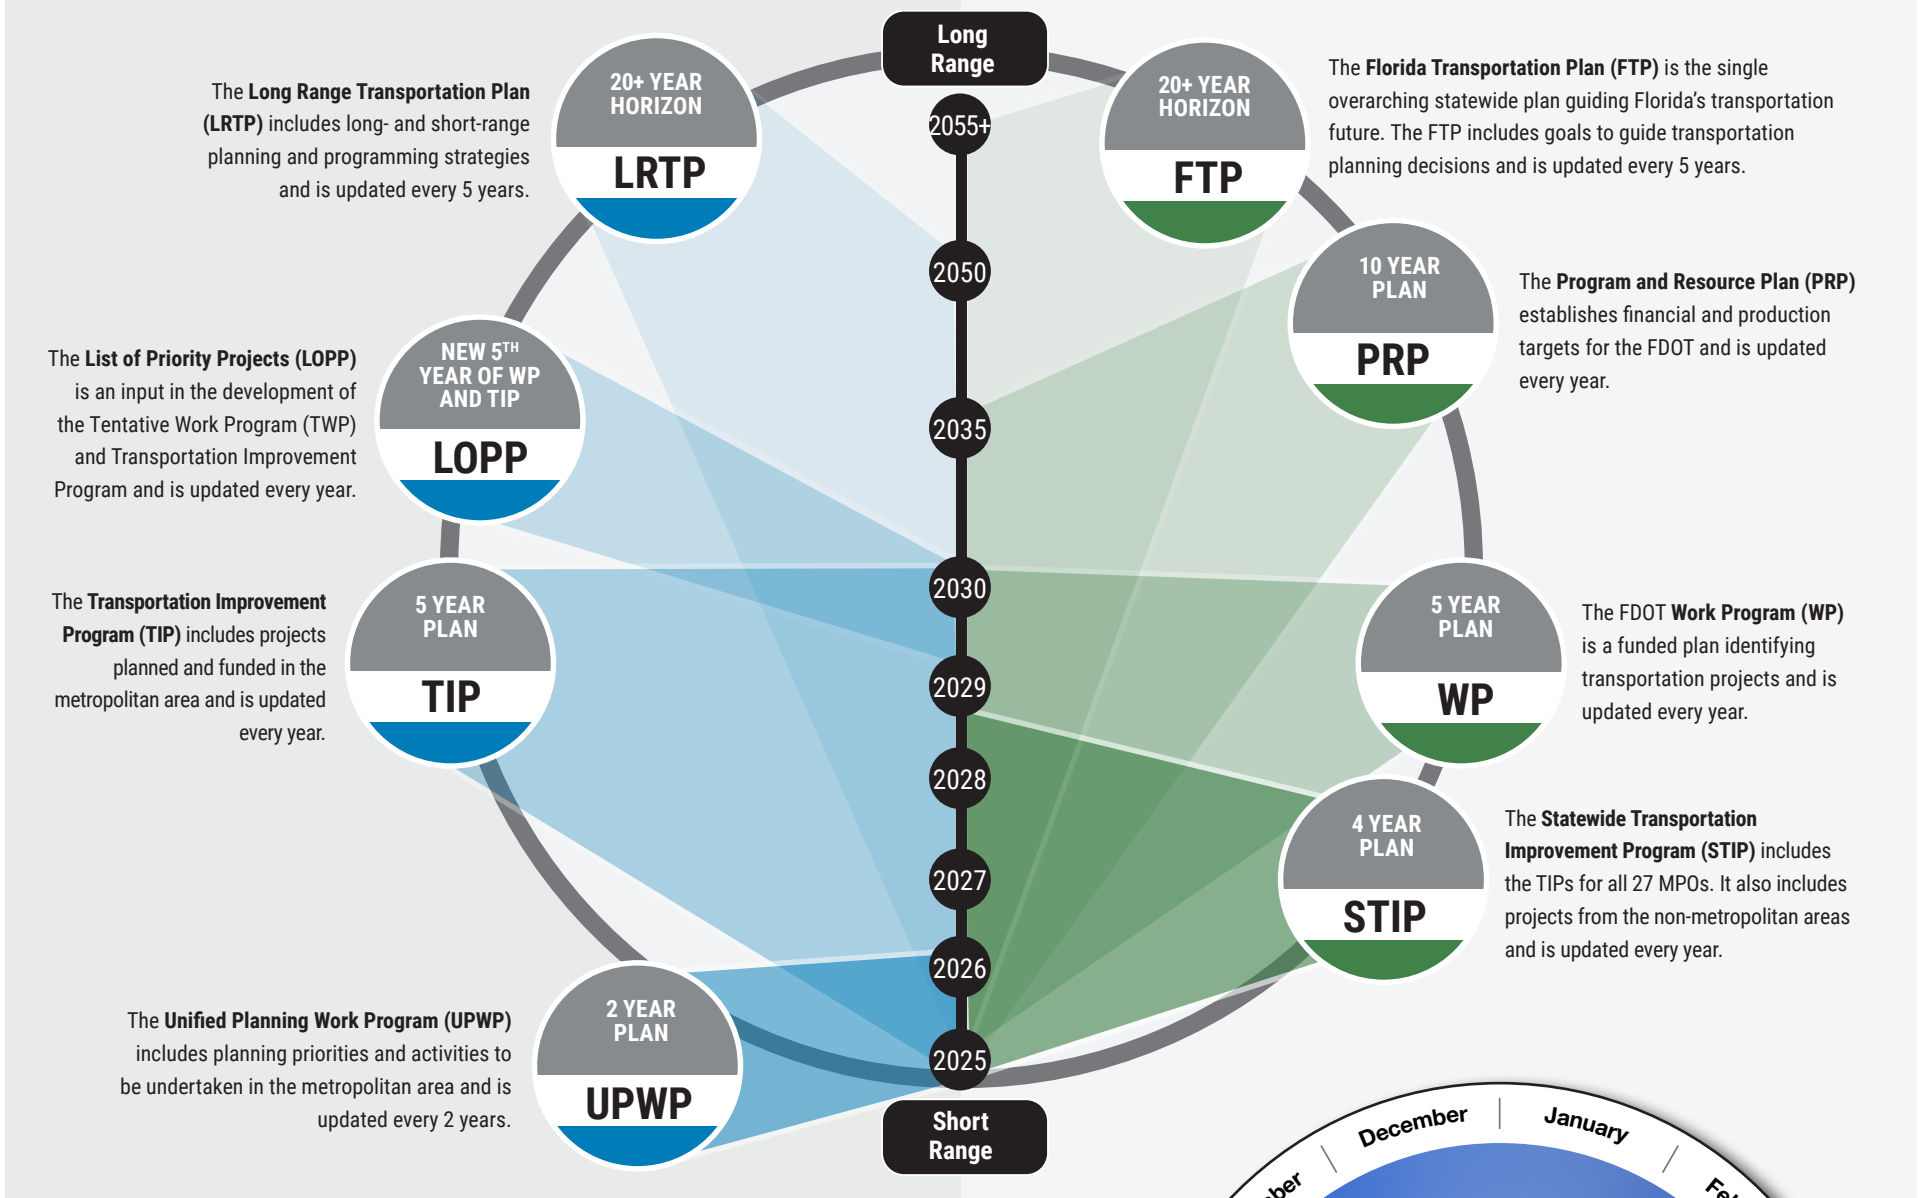 Long
Range
20+ YEAR
HORIZON
LRTP
The Long Range Transportation Plan
(LRTP) includes long- and short-range
planning and programming strategies
and is updated every 5 years.
20+ YEAR
HORIZON
FTP
The Florida Transportation Plan (FTP) is the single
overarching statewide plan guiding Florida's transportation
future. The FTP includes goals to guide transportation
planning decisions and is updated every 5 years.
2055+
2050
2035
2030
2029
2028
2027
2026
2025
10 YEAR
PLAN
PRP
The Program and Resource Plan (PRP)
establishes financial and production
targets for the FDOT and is updated
every year.
NEW 5TH
YEAR OF WP
AND TIP
LOPP
The List of Priority Projects (LOPP)
is an input in the development of
the Tentative Work Program (TWP)
and Transportation Improvement
Program and is updated every year.
5 YEAR
PLAN
TIP
The Transportation Improvement
Program (TIP) includes projects
planned and funded in the
metropolitan area and is updated
every year.
5 YEAR
PLAN
WP
The FDOT Work Program (WP)
is a funded plan identifying
transportation projects and is
updated every year.
4 YEAR
PLAN
STIP
The Statewide Transportation
Improvement Program (STIP) includes
the TIPs for all 27 MPOs. It also includes
projects from the non-metropolitan areas
and is updated every year.
2 YEAR
PLAN
UPWP
The Unified Planning Work Program (UPWP)
includes planning priorities and activities to
be undertaken in the metropolitan area and is
updated every 2 years.
Short
Range
December
January